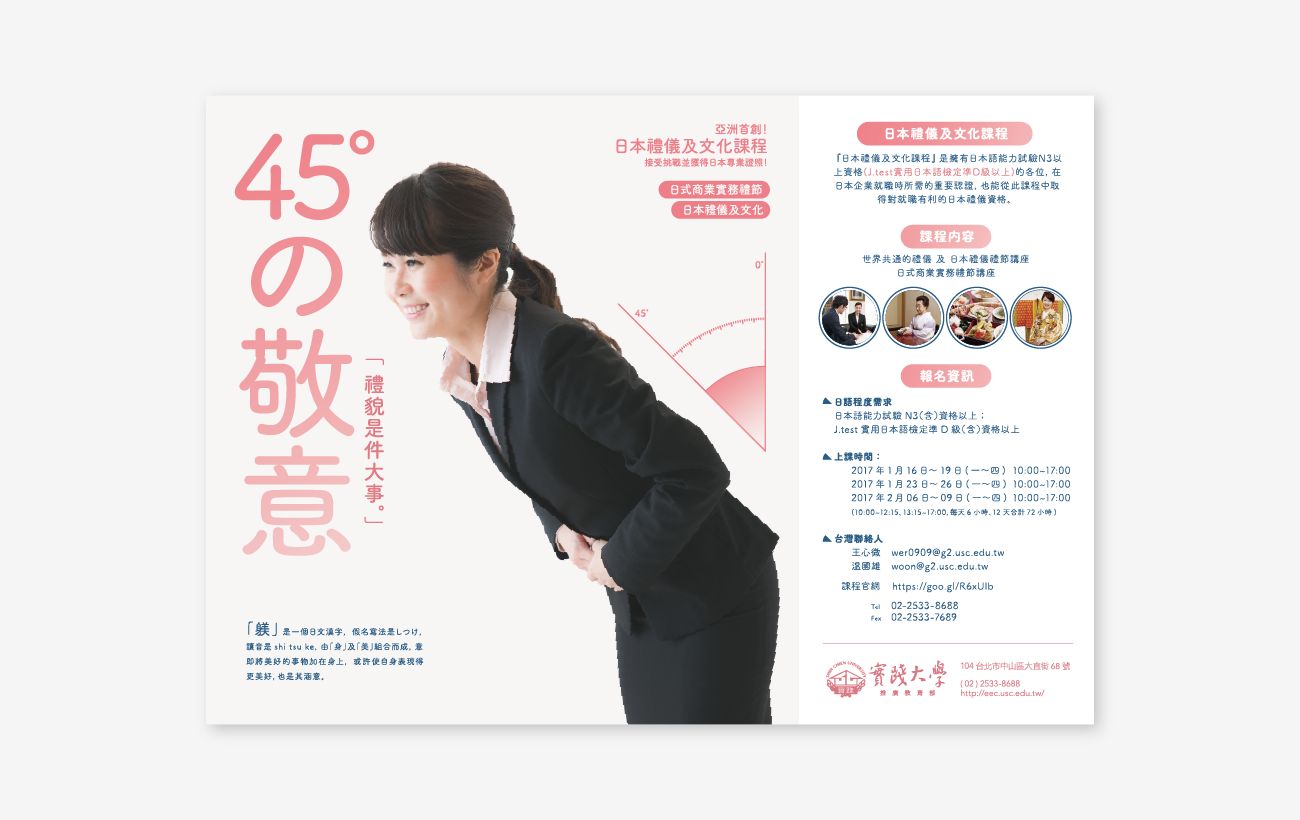 45°
の
敬
意
「禮貌是件大事。」
亞洲首創!
日本禮儀及文化課程
接受挑戰並獲得日本專業證照!
日式商業實務禮節
日本禮儀及文化
0°
45°
「躾」是一個日文漢字, 假名寫法是しつけ,
讀音是 shi tsu ke, 由「身」及「美」組合而成, 意
即將美好的事物加在身上, 或許使自身表現得
更美好, 也是其涵意。
日本禮儀及文化課程
『日本禮儀及文化課程』是擁有日本語能力試驗N3以
上資格(J.test實用日本語檢定準D級以上)的各位, 在
日本企業就職時所需的重要認證, 也能從此課程中取
得對就職有利的日本禮儀資格。
課程內容
世界共通的禮儀 及 日本禮儀禮節講座
日式商業實務禮節講座
報名資訊
日語程度需求
日本語能力試驗 N3(含)資格以上；
J.test 實用日本語檢定準 D 級(含)資格以上
上課時間：
2017 年 1 月 16 日～ 19 日 ( 一～四 ) 10:00~17:00
2017 年 1 月 23 日～ 26 日 ( 一～四 ) 10:00~17:00
2017 年 2 月 06 日～ 09 日 ( 一～四 ) 10:00~17:00
(10:00~12:15, 13:15~17:00, 每天 6 小時, 12 天合計 72 小時 )
台灣聯絡人
王心微 wer0909@g2.usc.edu.tw
溫國雄 woon@g2.usc.edu.tw
課程官網 https://goo.gl/R6xUIb
Tel 02-2533-8688
Fax 02-2533-7689
SHIH CHIEN UNIVERSITY
實踐
實踐大學
推廣教育部
104 台北市中山區大直街 68 號
( 02 ) 2533-8688
http://eec.usc.edu.tw/